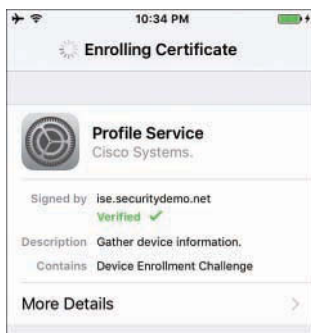 10:34 PM
Enrolling Certificate
Profile Service
Cisco Systems.
Signed by ise.securitydemo.net
Verified ✓
Description Gather device information.
Contains Device Enrollment Challenge
More Details